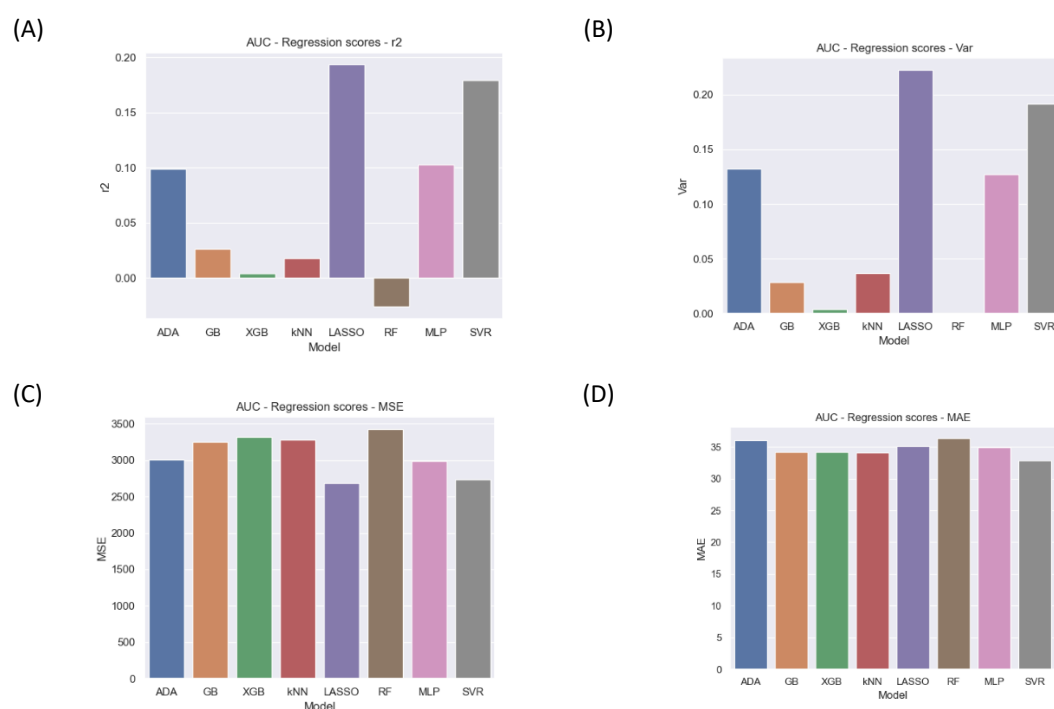 (A)
AUC - Regression scores - r2
0.20
0.15
0.10
0.05
0.00
r2
ADA GB XGB kNN LASSO RF MLP SVR
Model
(B)
AUC - Regression scores - Var
0.20
0.15
0.10
0.05
0.00
Var
ADA GB XGB kNN LASSO RF MLP SVR
Model
(C)
AUC - Regression scores - MSE
3500
3000
2500
2000
1500
1000
500
0
MSE
ADA GB XGB kNN LASSO RF MLP SVR
Model
(D)
AUC - Regression scores - MAE
35
30
25
20
15
10
5
0
MAE
ADA GB XGB kNN LASSO RF MLP SVR
Model